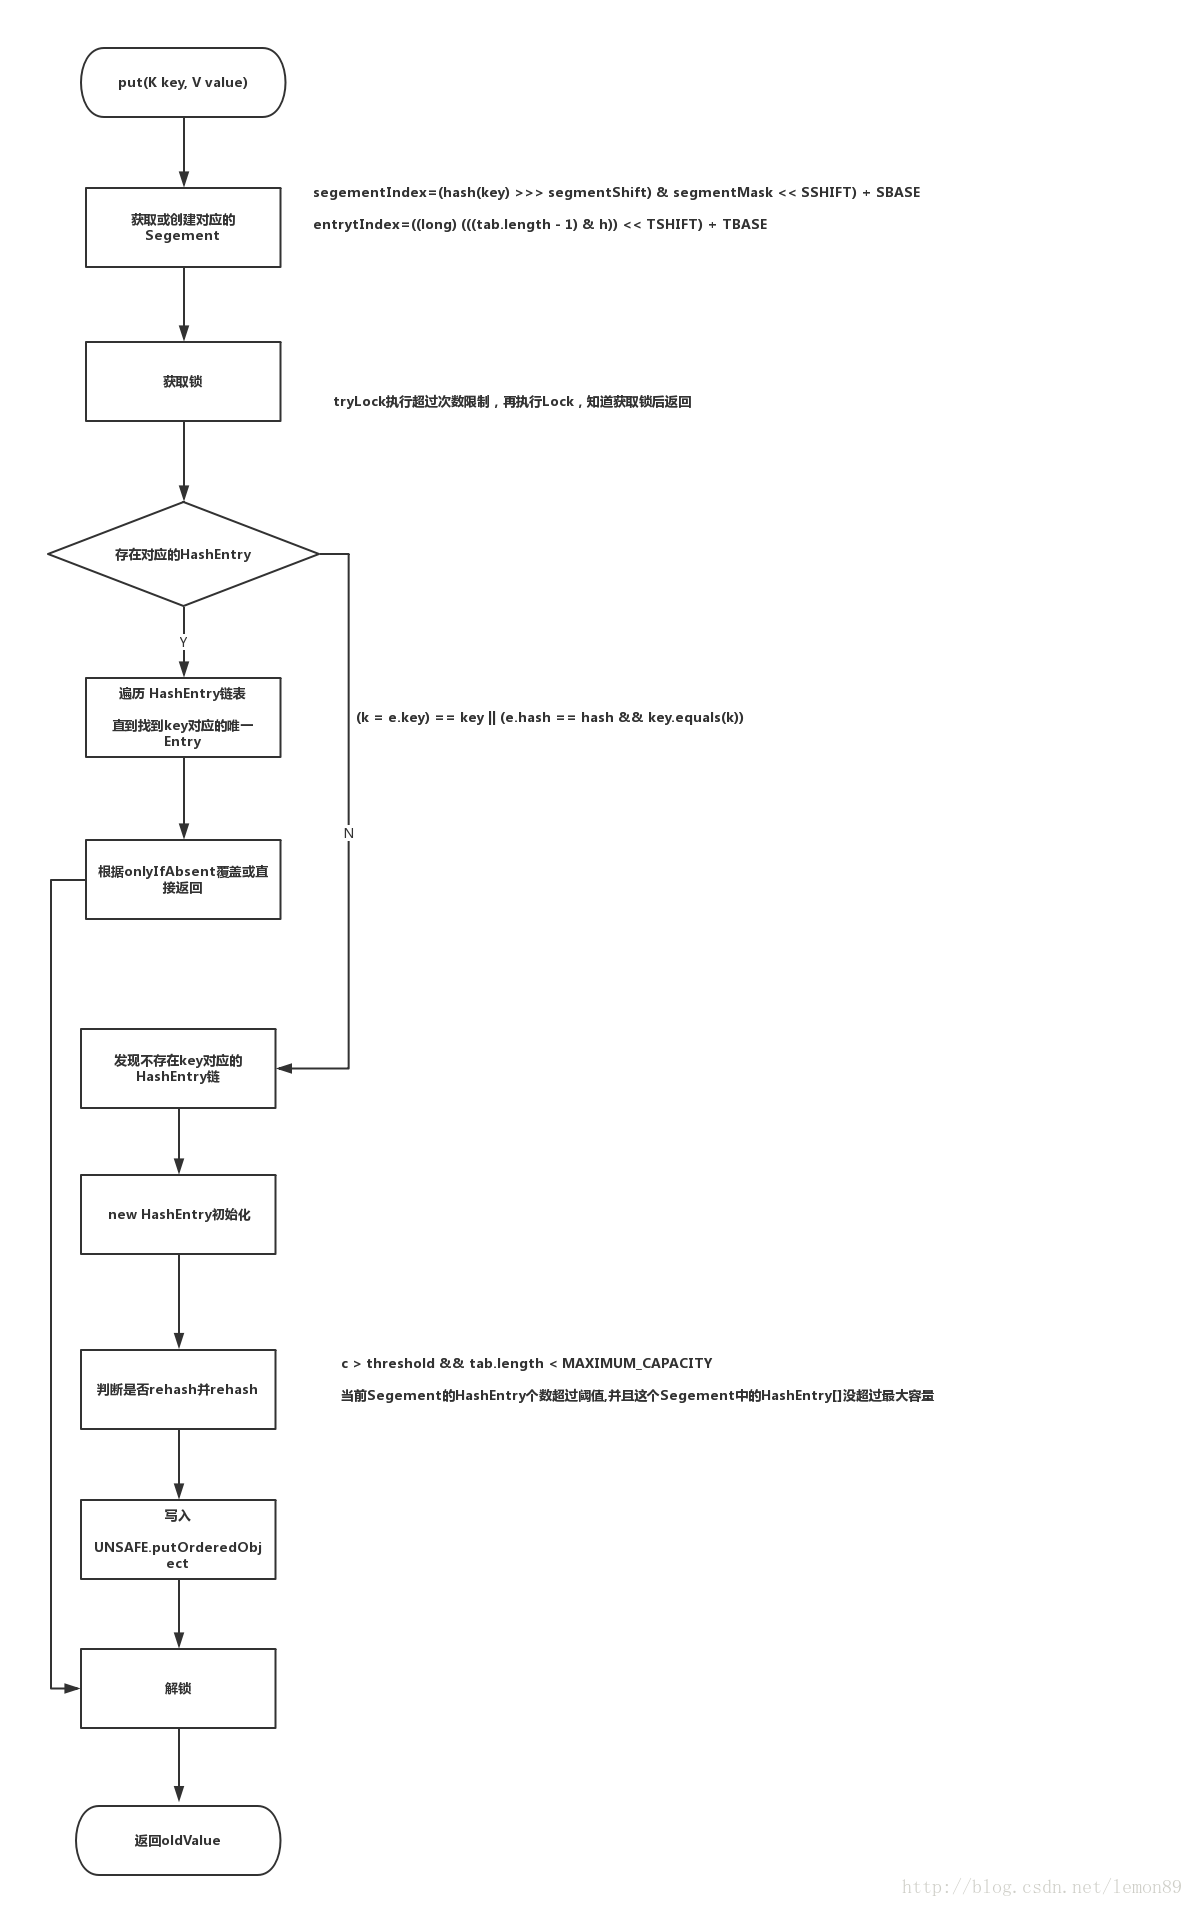 put(K key, V value)
获取或创建对应的
Segement
segementIndex=(hash(key) >>> segmentShift) & segmentMask << SSHIFT) + SBASE
entrytIndex=((long) (((tab.length - 1) & h)) << TSHIFT) + TBASE
获取锁
tryLock执行超过次数限制，再执行Lock，知道获取锁后返回
存在对应的HashEntry
Y
遍历 HashEntry链表
直到找到key对应的唯一
Entry
(k = e.key) == key || (e.hash == hash && key.equals(k))
N
根据onlyIfAbsent覆盖或直
接返回
发现不存在key对应的
HashEntry链
new HashEntry初始化
判断是否rehash并rehash
c > threshold && tab.length < MAXIMUM_CAPACITY
当前Segement的HashEntry个数超过阈值,并且这个Segement中的HashEntry[]没超过最大容量
写入
UNSAFE.putOrderedObj
ect
解锁
返回oldValue
http://blog.csdn.net/lemon89